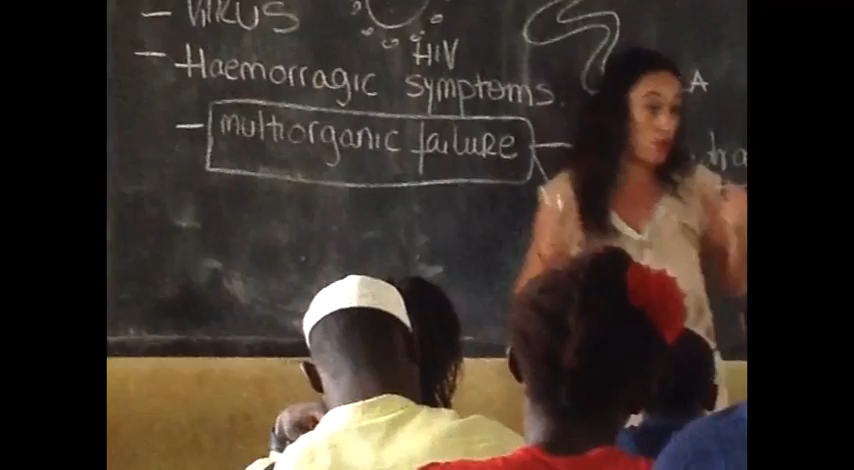 - VIRUS
HIV
- Haemorragic symptoms.
A
- multiorganic failure